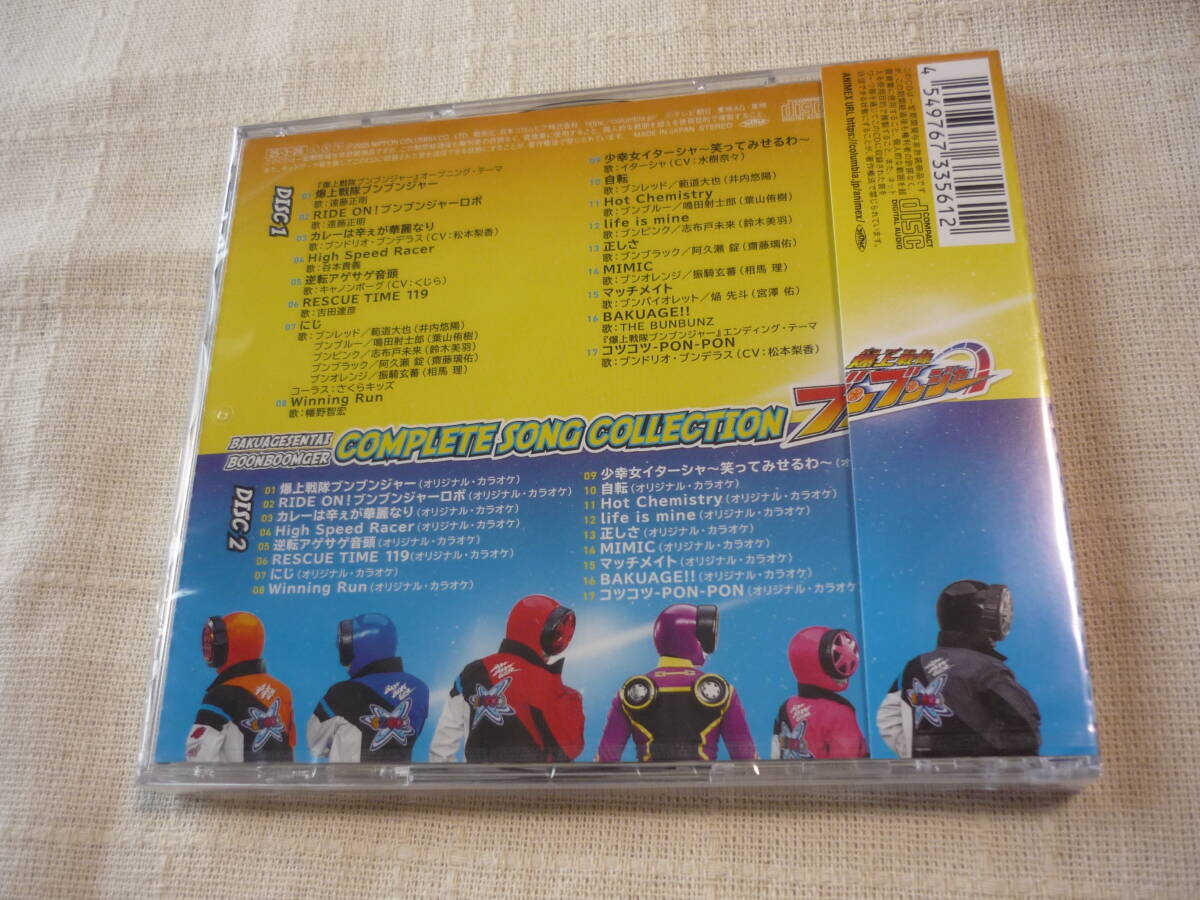 MADE IN JAPAN STEREO
DISC-1
『爆上戦隊ブンブンジャー』オープニング・テーマ
01 爆上戦隊ブンブンジャー
歌：遠藤正明
02 RIDE ON！ブンブンジャーロボ
歌：遠藤正明
03 カレーは辛ぇが華麗なり
歌：ブンドリオ・ブンデラス（CV：松本梨香）
04 High Speed Racer
歌：谷本貴義
05 逆転アゲサゲ音頭
歌：キャノンボーグ（CV：くじら）
06 RESCUE TIME 119
歌：吉田達彦
07 にじ
歌：ブンレッド／範道大也（井内悠陽）
ブンブルー／鳴田射士郎（葉山侑樹）
ブンピンク／志布戸未来（鈴木美羽）
ブンブラック／阿久瀬 錠（齋藤璃佑）
ブンオレンジ／振騎玄蕃（相馬 理）
コーラス：さくらキッズ
08 Winning Run
歌：幡野智宏
09 少幸女イターシャ～笑ってみせるわ～
歌：イターシャ（CV：水樹奈々）
10 自転
歌：ブンレッド／範道大也（井内悠陽）
11 Hot Chemistry
歌：ブンブルー／鳴田射士郎（葉山侑樹）
12 life is mine
歌：ブンピンク／志布戸未来（鈴木美羽）
13 正しさ
歌：ブンブラック／阿久瀬 錠（齋藤璃佑）
14 MIMIC
歌：ブンオレンジ／振騎玄蕃（相馬 理）
15 マッチメイト
歌：ブンバイオレット／焔 先斗（宮澤 佑）
16 BAKUAGE!!
歌：THE BUNBUNZ
『爆上戦隊ブンブンジャー』エンディング・テーマ
17 コツコツ-PON-PON
歌：ブンドリオ・ブンデラス（CV：松本梨香）
BAKUAGESENTAI
BOONBOOMGER
COMPLETE SONG COLLECTION
DISC-2
01 爆上戦隊ブンブンジャー（オリジナル・カラオケ）
02 RIDE ON！ブンブンジャーロボ（オリジナル・カラオケ）
03 カレーは辛ぇが華麗なり（オリジナル・カラオケ）
04 High Speed Racer（オリジナル・カラオケ）
05 逆転アゲサゲ音頭（オリジナル・カラオケ）
06 RESCUE TIME 119（オリジナル・カラオケ）
07 にじ（オリジナル・カラオケ）
08 Winning Run（オリジナル・カラオケ）
09 少幸女イターシャ～笑ってみせるわ～（オ
10 自転（オリジナル・カラオケ）
11 Hot Chemistry（オリジナル・カラオケ）
12 life is mine（オリジナル・カラオケ）
13 正しさ（オリジナル・カラオケ）
14 MIMIC（オリジナル・カラオケ）
15 マッチメイト（オリジナル・カラオケ）
16 BAKUAGE!!（オリジナル・カラオケ）
17 コツコツ-PON-PON（オリジナル・カラオケ
4 549767 335612
COMPACT
disc
DIGITAL AUDIO
ANIMEX URL https://columbia.jp/animex/
ブンブンジャー